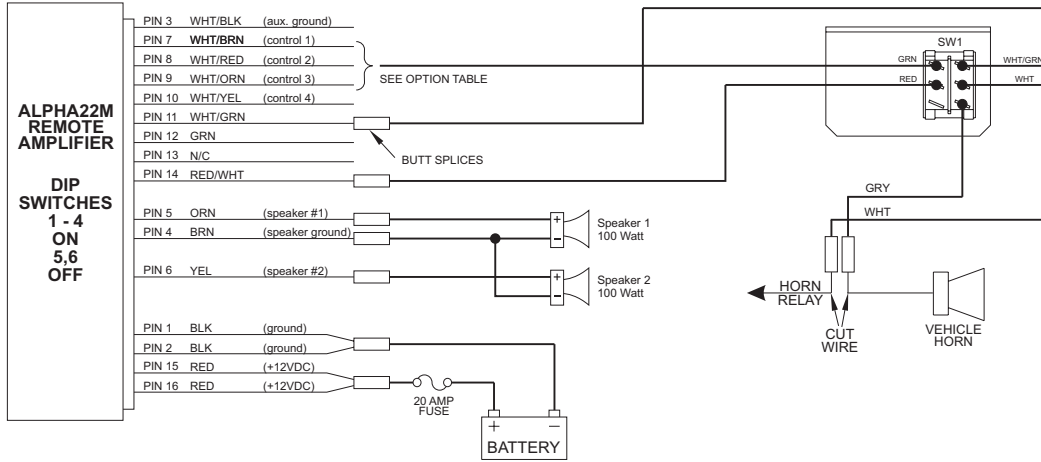 ALPHA22M
REMOTE
AMPLIFIER
DIP
SWITCHES
1 - 4
ON
5,6
OFF
PIN 3 WHT/BLK (aux. ground)
PIN 7 WHT/BRN (control 1)
PIN 8 WHT/RED (control 2)
PIN 9 WHT/ORN (control 3)
PIN 10 WHT/YEL (control 4)
PIN 11 WHT/GRN
PIN 12 GRN
PIN 13 N/C
PIN 14 RED/WHT
SEE OPTION TABLE
BUTT SPLICES
PIN 5 ORN (speaker #1)
PIN 4 BRN (speaker ground)
PIN 6 YEL (speaker #2)
+
−
Speaker 1
100 Watt
+
−
Speaker 2
100 Watt
PIN 1 BLK (ground)
PIN 2 BLK (ground)
PIN 15 RED (+12VDC)
PIN 16 RED (+12VDC)
20 AMP
FUSE
+ −
BATTERY
SW1
GRN
WHT/GRN
RED
WHT
GRY
WHT
HORN
RELAY
CUT
WIRE
VEHICLE
HORN